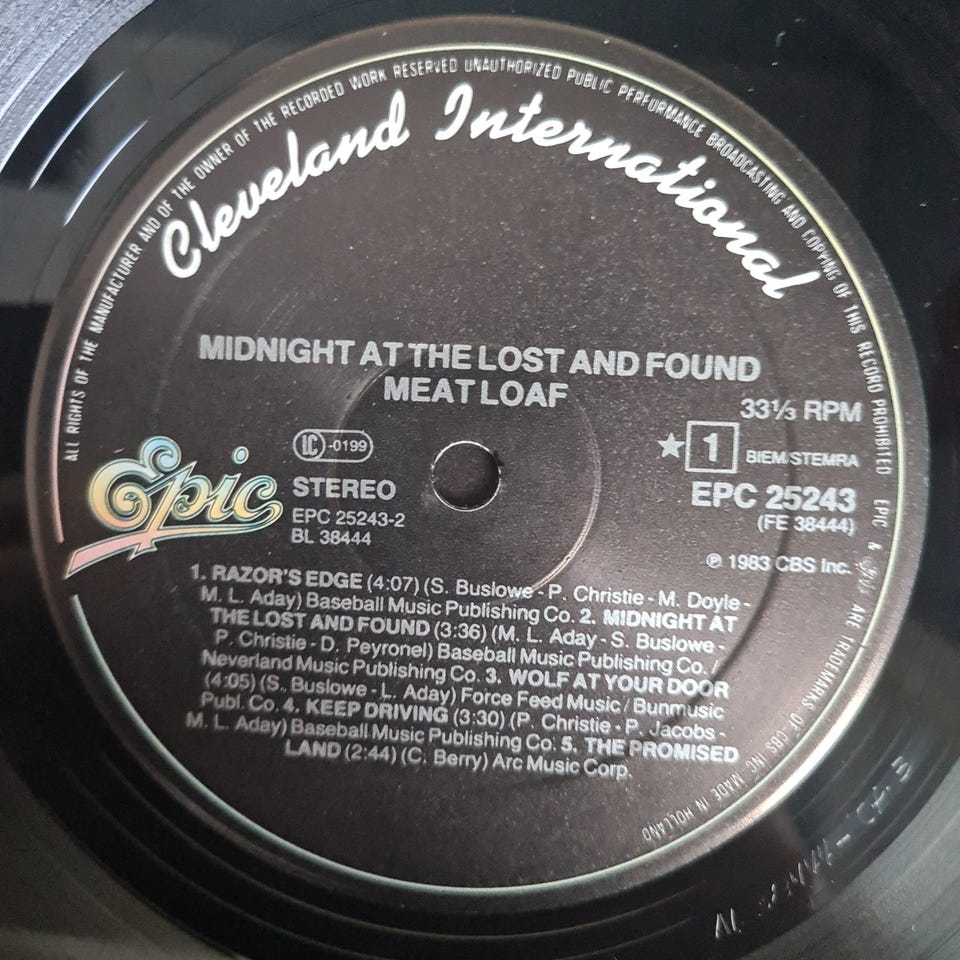 ALL RIGHTS OF THE MANUFACTURER AND OF THE OWNER OF THE RECORDED WORK RESERVED UNAUTHORIZED PUBLIC PERFORMANCE BROADCASTING AND COPYING OF THIS RECORD PROHIBITED EPIC & ARE TRADEMARKS OF CBS INC MADE IN HOLLAND
Cleveland International
MIDNIGHT AT THE LOST AND FOUND
MEAT LOAF
33⅓ RPM
LC -0199
★ 1 BIEM/STEMRA
Epic
STEREO
EPC 25243
EPC 25243-2
(FE 38444)
BL 38444
℗ 1983 CBS Inc.
1. RAZOR'S EDGE (4:07) (S. Buslowe - P. Christie - M. Doyle -
M. L. Aday) Baseball Music Publishing Co. 2. MIDNIGHT AT
THE LOST AND FOUND (3:36) (M. L. Aday - S. Buslowe -
P. Christie - D. Peyronel) Baseball Music Publishing Co. /
Neverland Music Publishing Co. 3. WOLF AT YOUR DOOR
(4:05) (S. Buslowe - L. Aday) Force Feed Music / Bunmusic
Publ. Co. 4. KEEP DRIVING (3:30) (P. Christie - P. Jacobs -
M. L. Aday) Baseball Music Publishing Co. 5. THE PROMISED
LAND (2:44) (C. Berry) Arc Music Corp.